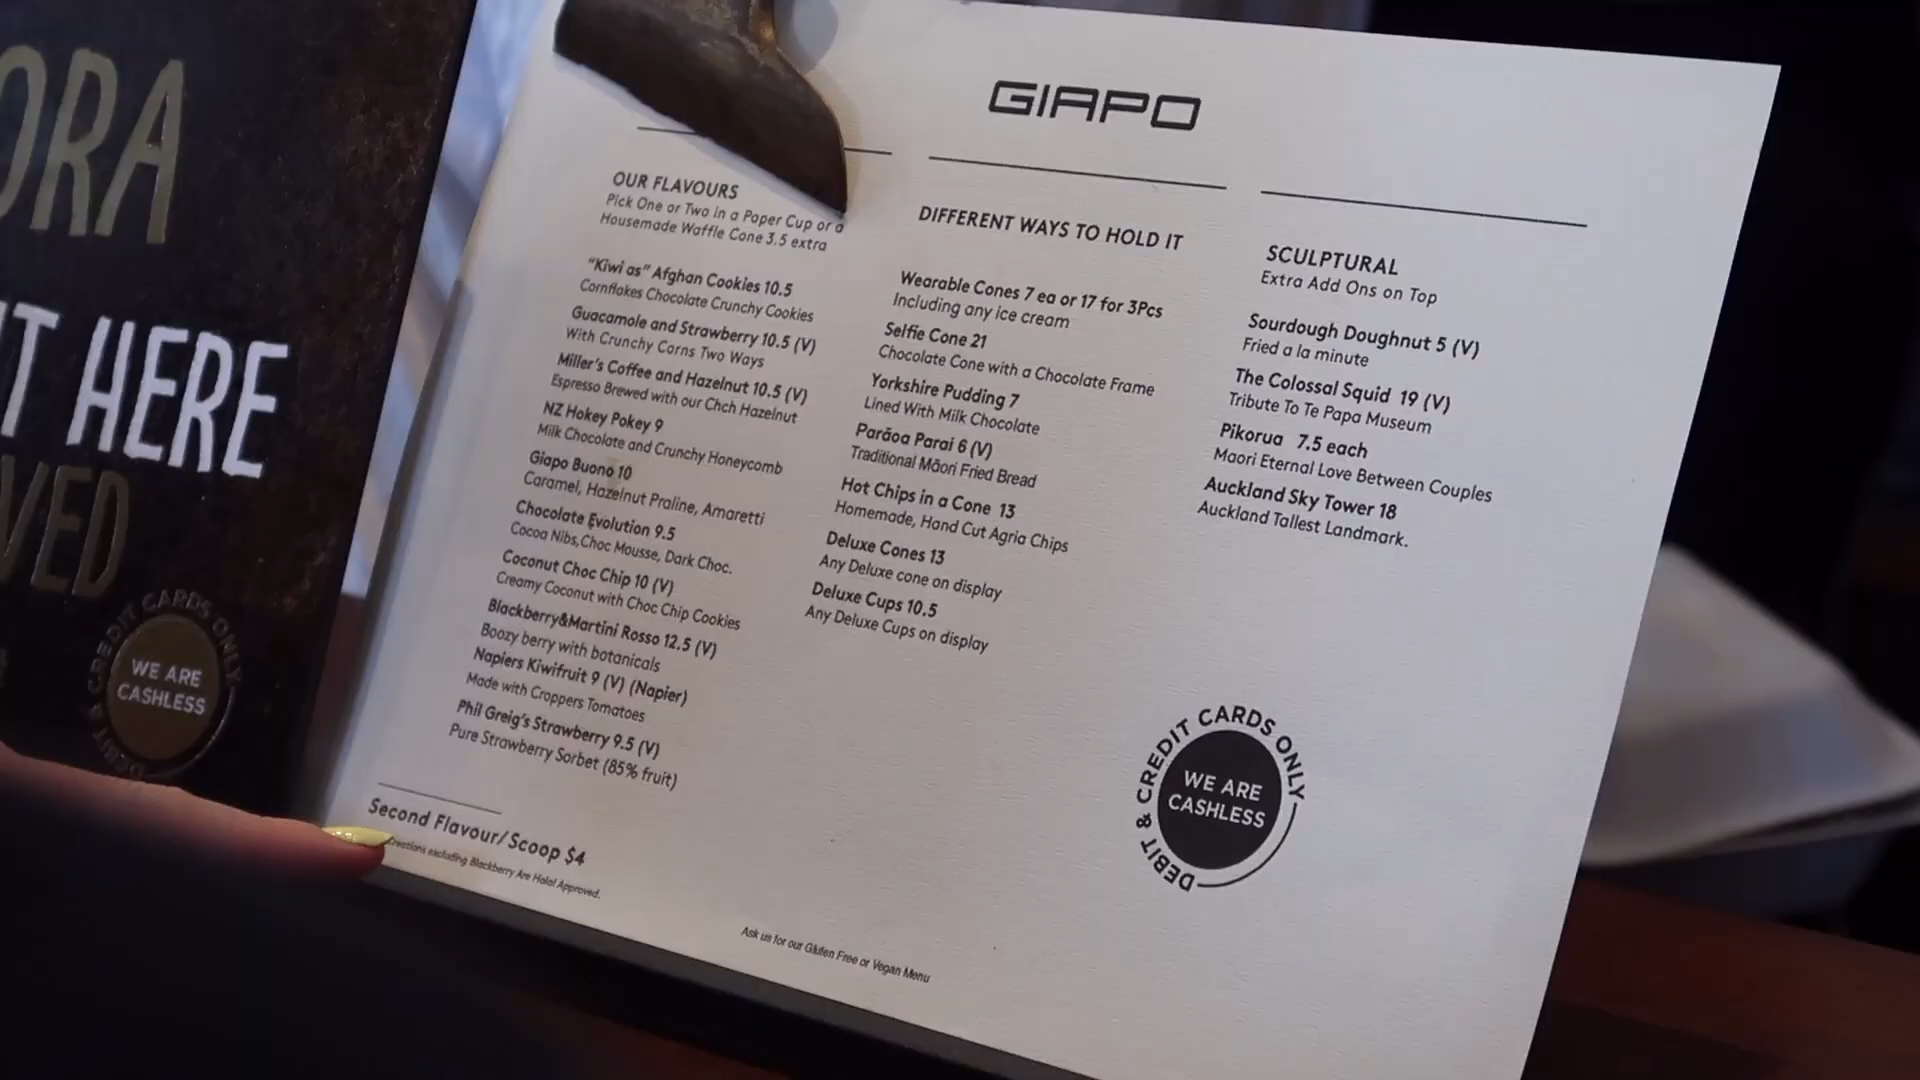 ORA
T HERE
VED
DEBIT & CREDIT CARDS ONLY
WE ARE
CASHLESS
GIAPO
OUR FLAVOURS
Pick One or Two in a Paper Cup or a
Housemade Waffle Cone 3.5 extra
"Kiwi as" Afghan Cookies 10.5
Cornflakes Chocolate Crunchy Cookies
Guacamole and Strawberry 10.5 (V)
With Crunchy Corns Two Ways
Miller's Coffee and Hazelnut 10.5 (V)
Espresso Brewed with our Chch Hazelnut
NZ Hokey Pokey 9
Milk Chocolate and Crunchy Honeycomb
Giapo Buono 10
Caramel, Hazelnut Praline, Amaretti
Chocolate Evolution 9.5
Cocoa Nibs, Choc Mousse, Dark Choc.
Coconut Choc Chip 10 (V)
Creamy Coconut with Choc Chip Cookies
Blackberry&Martini Rosso 12.5 (V)
Boozy berry with botanicals
Napiers Kiwifruit 9 (V) (Napier)
Made with Croppers Tomatoes
Phil Greig's Strawberry 9.5 (V)
Pure Strawberry Sorbet (85% fruit)
Second Flavour/Scoop $4
Creations excluding Blackberry Are Halal Approved.
DIFFERENT WAYS TO HOLD IT
Wearable Cones 7 ea or 17 for 3Pcs
Including any ice cream
Selfie Cone 21
Chocolate Cone with a Chocolate Frame
Yorkshire Pudding 7
Lined With Milk Chocolate
Parāoa Parai 6 (V)
Traditional Māori Fried Bread
Hot Chips in a Cone 13
Homemade, Hand Cut Agria Chips
Deluxe Cones 13
Any Deluxe cone on display
Deluxe Cups 10.5
Any Deluxe Cups on display
SCULPTURAL
Extra Add Ons on Top
Sourdough Doughnut 5 (V)
Fried a la minute
The Colossal Squid 19 (V)
Tribute To Te Papa Museum
Pikorua 7.5 each
Maori Eternal Love Between Couples
Auckland Sky Tower 18
Auckland Tallest Landmark.
DEBIT & CREDIT CARDS ONLY
WE ARE
CASHLESS
Ask us for our Gluten Free or Vegan Menu